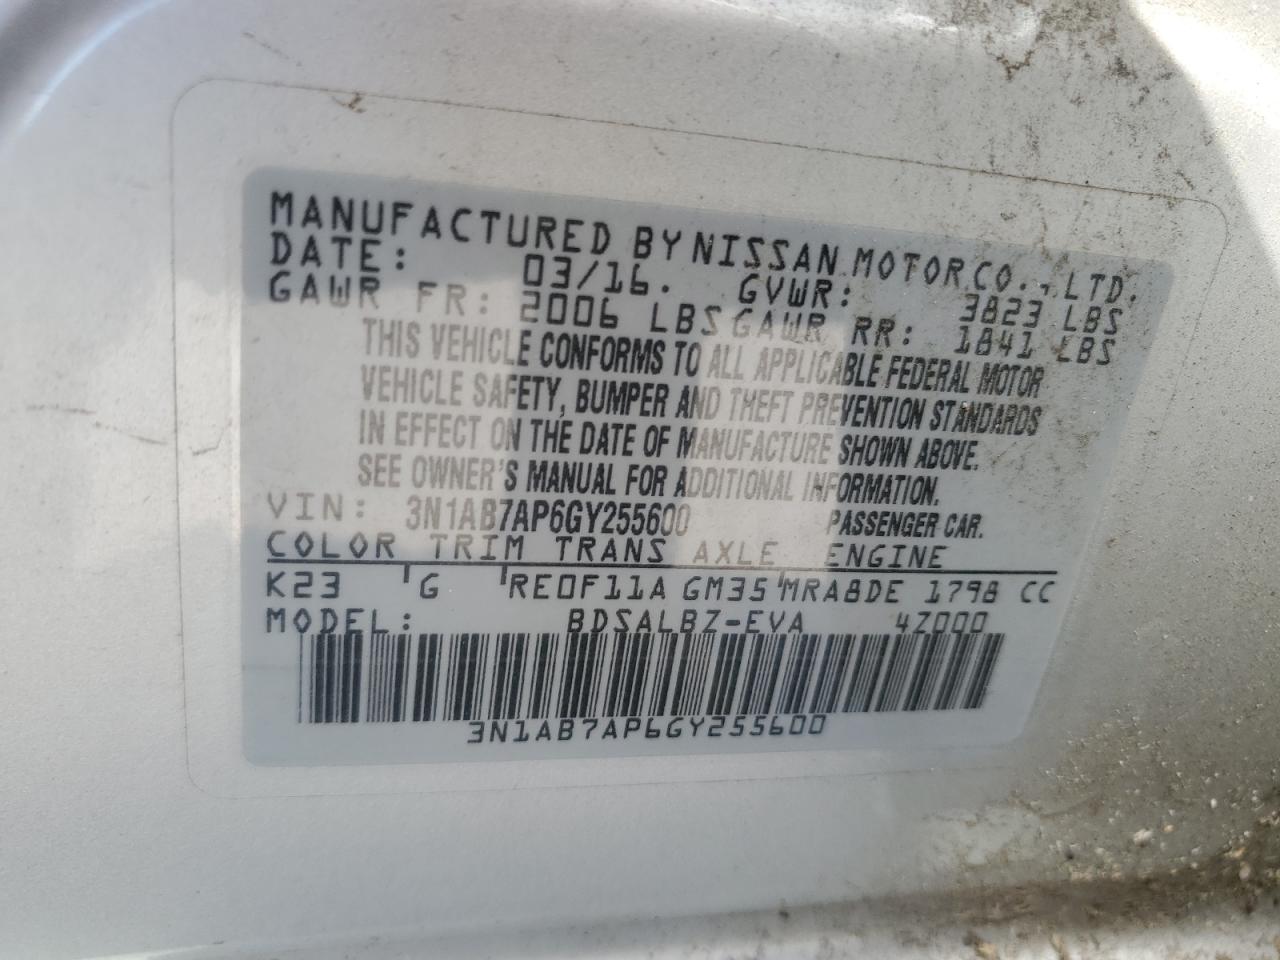 MANUFACTURED BY NISSAN MOTOR CO., LTD.
DATE: 03/16. GVWR: 3823 LBS
GAWR FR: 2006 LBS GAWR RR: 1841 LBS
THIS VEHICLE CONFORMS TO ALL APPLICABLE FEDERAL MOTOR
VEHICLE SAFETY, BUMPER AND THEFT PREVENTION STANDARDS
IN EFFECT ON THE DATE OF MANUFACTURE SHOWN ABOVE.
SEE OWNER'S MANUAL FOR ADDITIONAL INFORMATION.
VIN: 3N1AB7AP6GY255600 PASSENGER CAR.
COLOR TRIM TRANS AXLE ENGINE
K23 G RE0F11A GM35 MRA8DE 1798 CC
MODEL: BDSALBZ-EVA 4Z000
3N1AB7AP6GY255600